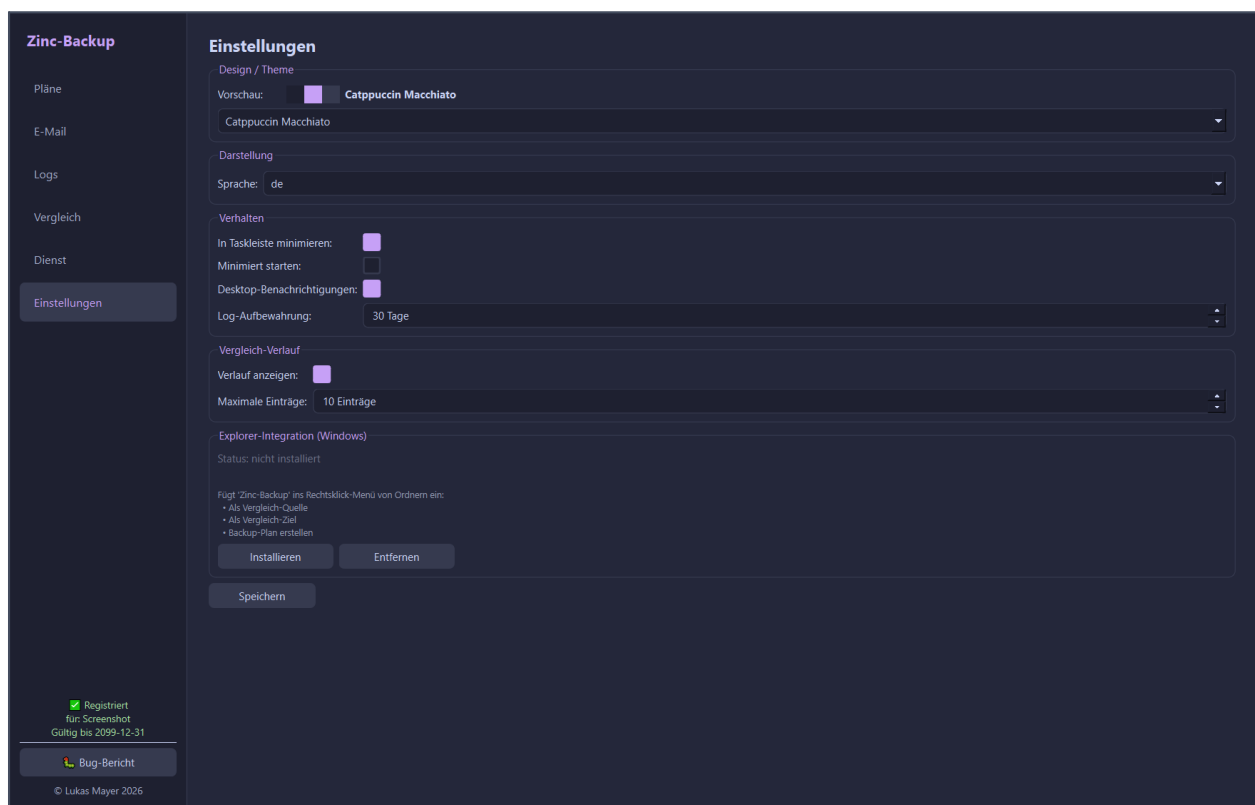 Zinc-Backup
Pläne
E-Mail
Logs
Vergleich
Dienst
Einstellungen
✅ Registriert
für: Screenshot
Gültig bis 2099-12-31
🐛 Bug-Bericht
© Lukas Mayer 2026
Einstellungen
Design / Theme
Vorschau: Catppuccin Macchiato
Catppuccin Macchiato
Darstellung
Sprache: de
Verhalten
In Taskleiste minimieren:
Minimiert starten:
Desktop-Benachrichtigungen:
Log-Aufbewahrung: 30 Tage
Vergleich-Verlauf
Verlauf anzeigen:
Maximale Einträge: 10 Einträge
Explorer-Integration (Windows)
Status: nicht installiert
Fügt 'Zinc-Backup' ins Rechtsklick-Menü von Ordnern ein:
• Als Vergleich-Quelle
• Als Vergleich-Ziel
• Backup-Plan erstellen
Installieren Entfernen
Speichern